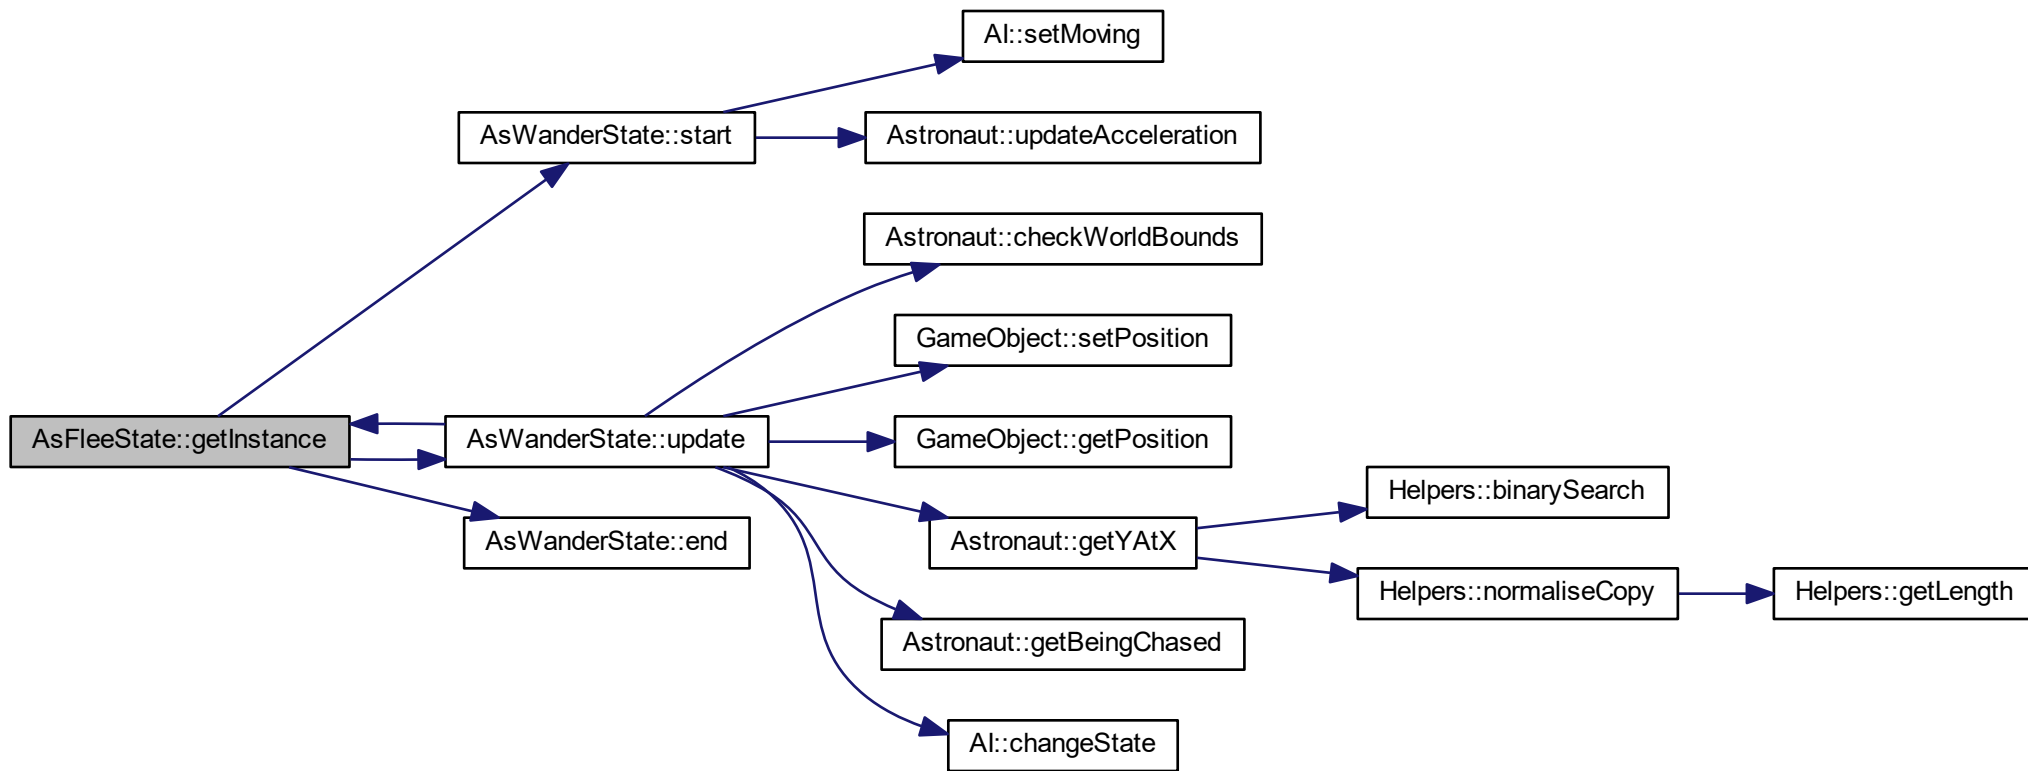 AI::setMoving
AsWanderState::start
Astronaut::updateAcceleration
Astronaut::checkWorldBounds
GameObject::setPosition
AsFleeState::getInstance
AsWanderState::update
GameObject::getPosition
Helpers::binarySearch
AsWanderState::end
Astronaut::getYAtX
Helpers::normaliseCopy
Helpers::getLength
Astronaut::getBeingChased
AI::changeState